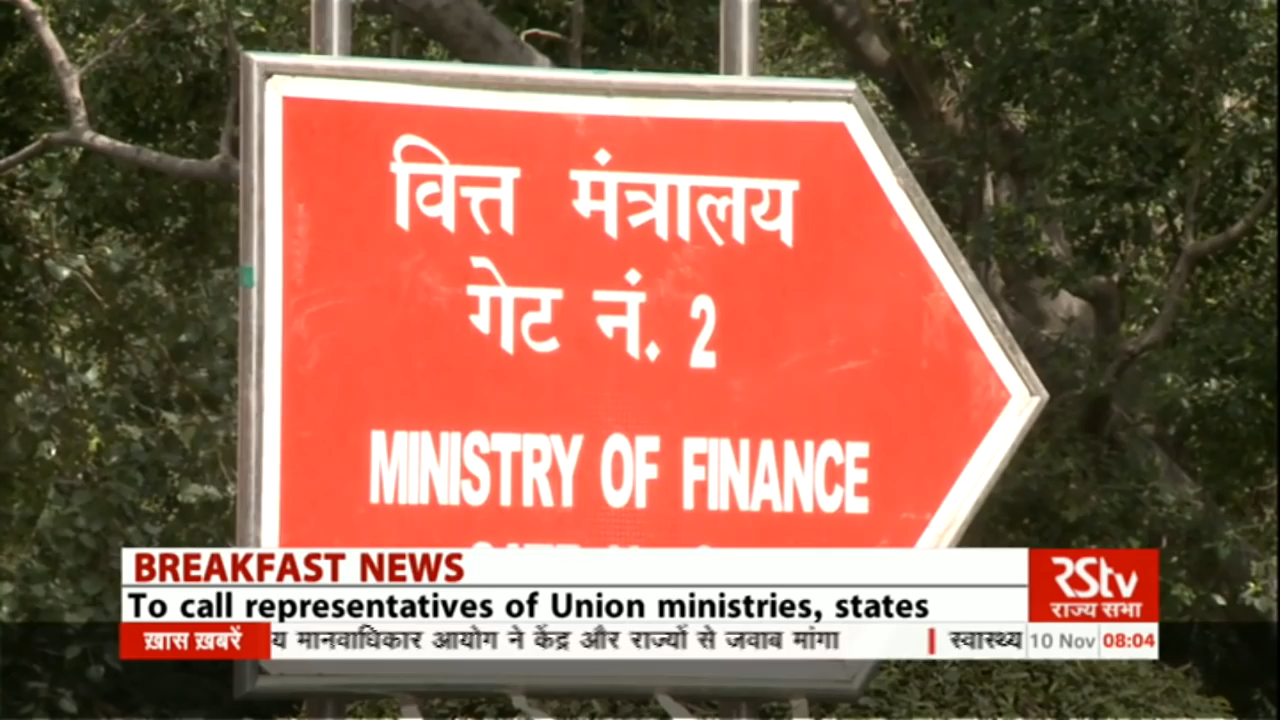 वित्त मंत्रालय
गेट नं. 2
MINISTRY OF FINANCE
BREAKFAST NEWS
To call representatives of Union ministries, states
RStv
राज्य सभा
ख़ास ख़बरें य मानवाधिकार आयोग ने केंद्र और राज्यों से जवाब मांगा स्वास्थ्य 10 Nov 08:04